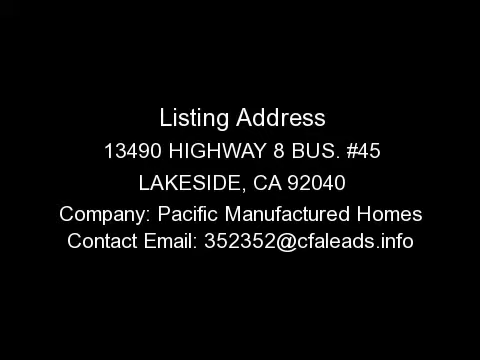 Listing Address
13490 HIGHWAY 8 BUS. #45
LAKESIDE, CA 92040
Company: Pacific Manufactured Homes
Contact Email: 352352@cfaleads.info